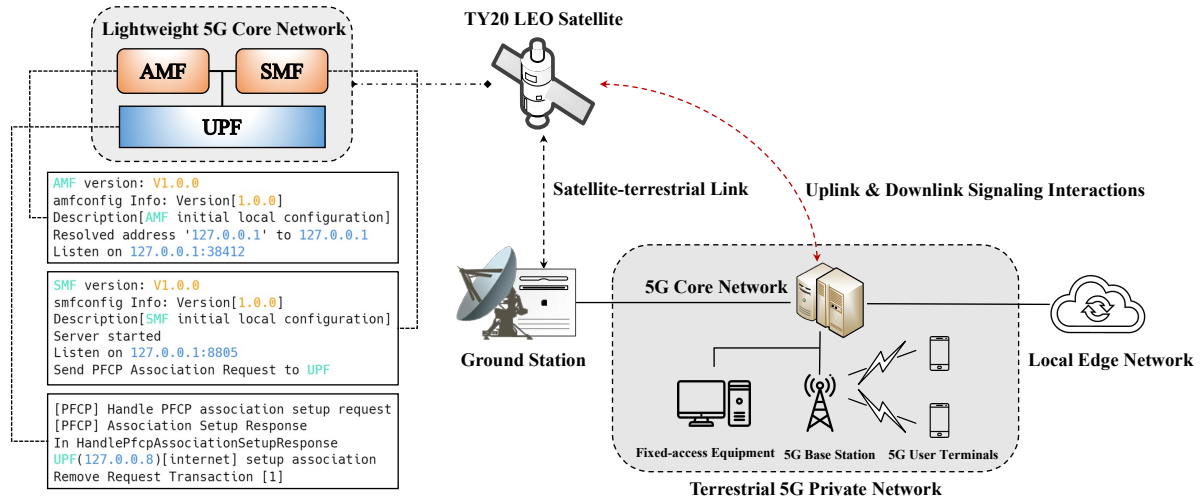 Lightweight 5G Core Network
AMF
SMF
UPF
AMF version: V1.0.0
amfconfig Info: Version[1.0.0]
Description[AMF initial local configuration]
Resolved address '127.0.0.1' to 127.0.0.1
Listen on 127.0.0.1:38412
SMF version: V1.0.0
smfconfig Info: Version[1.0.0]
Description[SMF initial local configuration]
Server started
Listen on 127.0.0.1:8805
Send PFCP Association Request to UPF
[PFCP] Handle PFCP association setup request
[PFCP] Association Setup Response
In HandlePfcpAssociationSetupResponse
UPF(127.0.0.8)[internet] setup association
Remove Request Transaction [1]
TY20 LEO Satellite
Satellite-terrestrial Link
Uplink & Downlink Signaling Interactions
Ground Station
5G Core Network
Local Edge Network
Fixed-access Equipment
5G Base Station
5G User Terminals
Terrestrial 5G Private Network